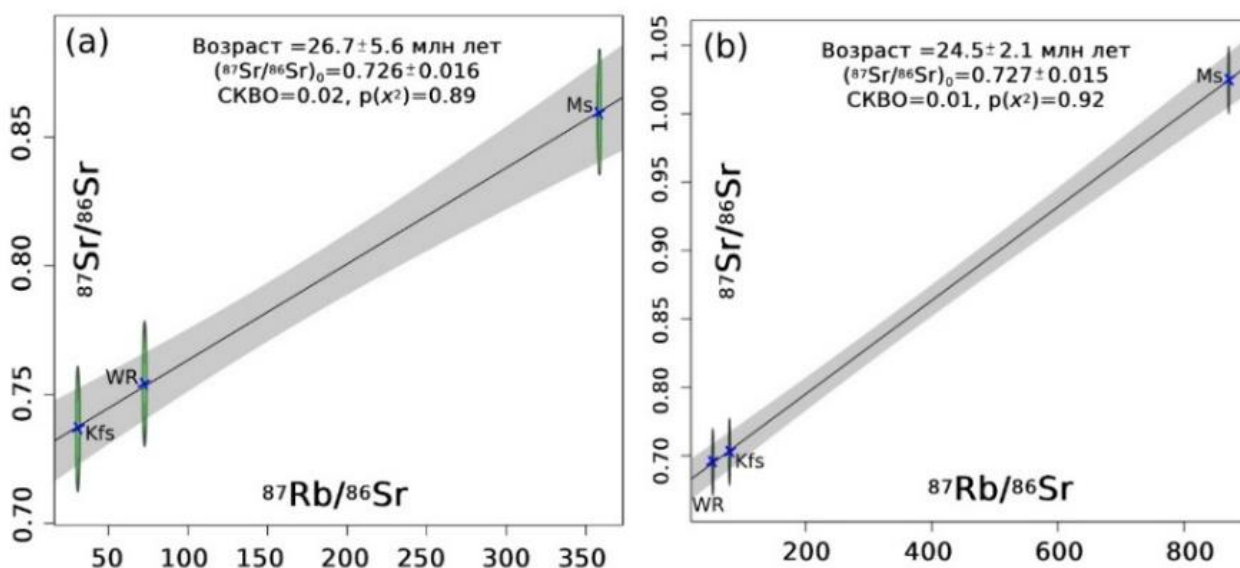 (a)
Возраст =26.7±5.6 млн лет
(⁸⁷Sr/⁸⁶Sr)₀=0.726±0.016
СКВО=0.02, p(x²)=0.89
Ms
WR
Kfs
⁸⁷Sr/⁸⁶Sr
⁸⁷Rb/⁸⁶Sr
0.85
0.80
0.75
0.70
50 100 150 200 250 300 350
(b)
Возраст =24.5±2.1 млн лет
(⁸⁷Sr/⁸⁶Sr)₀=0.727±0.015
СКВО=0.01, p(x²)=0.92
Ms
Kfs
WR
⁸⁷Sr/⁸⁶Sr
⁸⁷Rb/⁸⁶Sr
1.05
1.00
0.95
0.90
0.85
0.80
0.70
200 400 600 800